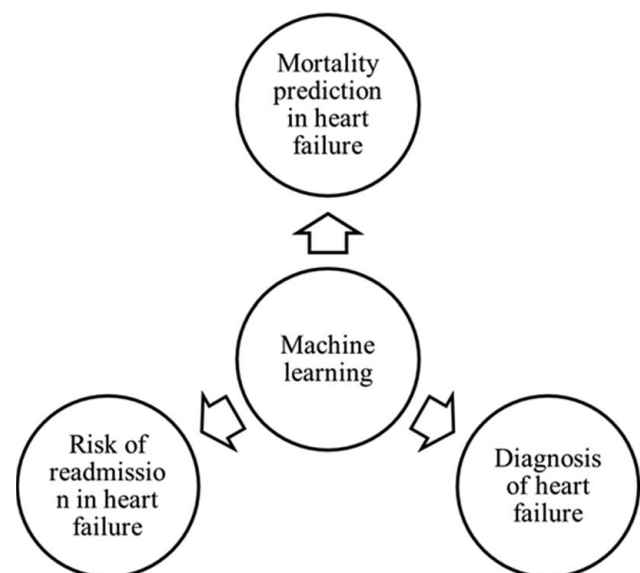 Mortality
prediction
in heart
failure
Machine
learning
Risk of
readmissio
n in heart
failure
Diagnosis
of heart
failure